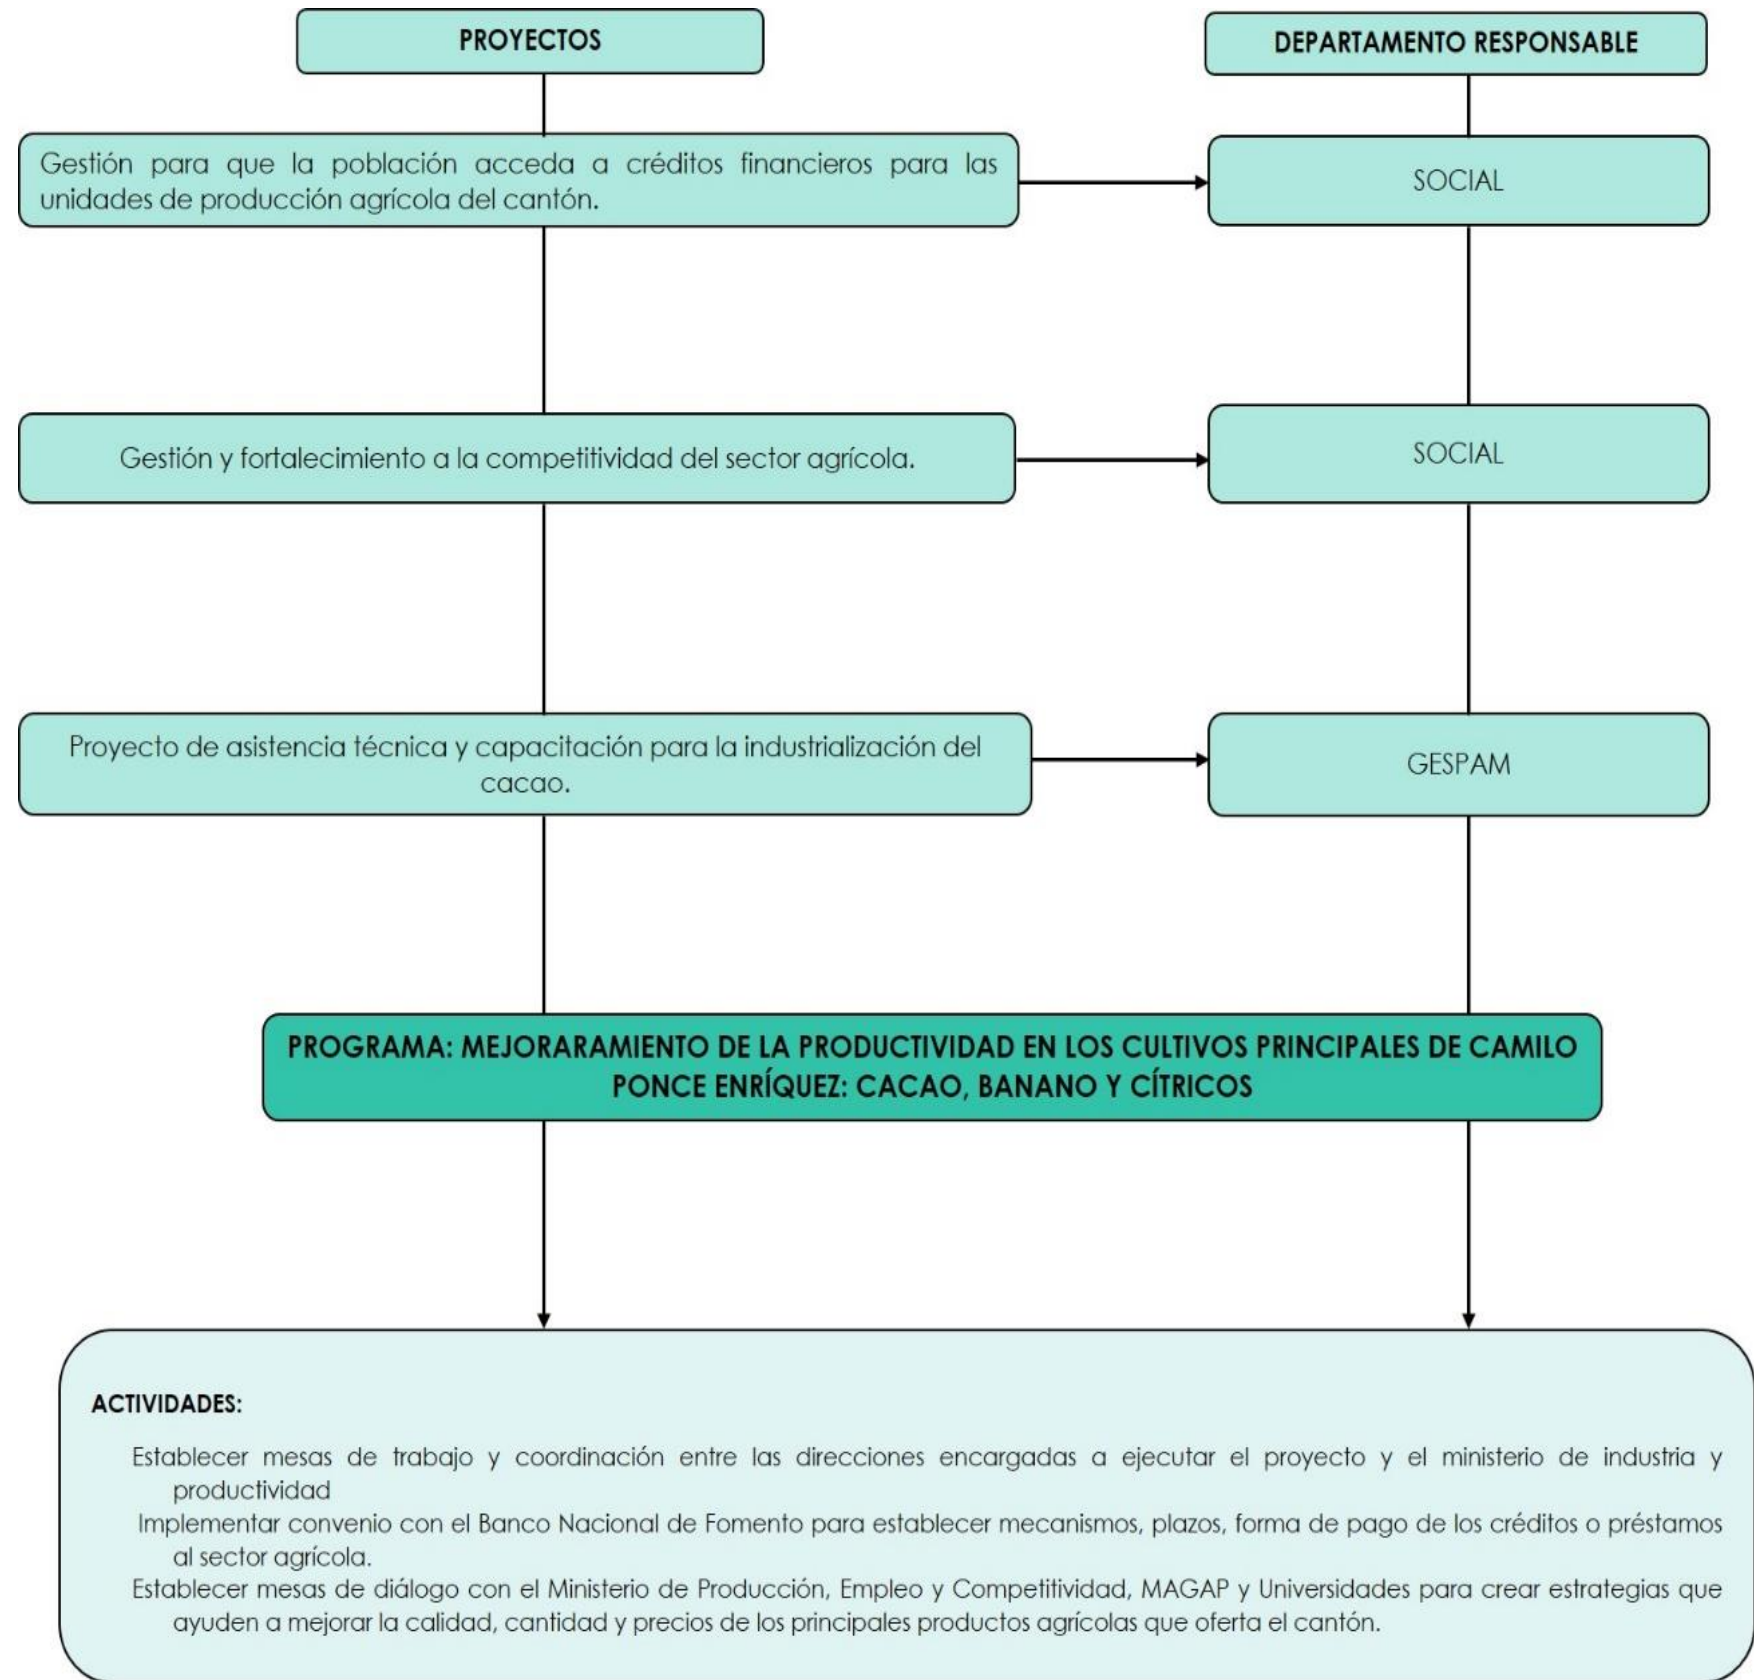 PROYECTOS
DEPARTAMENTO RESPONSABLE
Gestión para que la población acceda a créditos financieros para las
unidades de producción agrícola del cantón.
SOCIAL
Gestión y fortalecimiento a la competitividad del sector agrícola.
SOCIAL
Proyecto de asistencia técnica y capacitación para la industrialización del
cacao.
GESPAM
PROGRAMA: MEJORARAMIENTO DE LA PRODUCTIVIDAD EN LOS CULTIVOS PRINCIPALES DE CAMILO
PONCE ENRÍQUEZ: CACAO, BANANO Y CÍTRICOS
ACTIVIDADES:
Establecer mesas de trabajo y coordinación entre las direcciones encargadas a ejecutar el proyecto y el ministerio de industria y
productividad
Implementar convenio con el Banco Nacional de Fomento para establecer mecanismos, plazos, forma de pago de los créditos o préstamos
al sector agrícola.
Establecer mesas de diálogo con el Ministerio de Producción, Empleo y Competitividad, MAGAP y Universidades para crear estrategias que
ayuden a mejorar la calidad, cantidad y precios de los principales productos agrícolas que oferta el cantón.